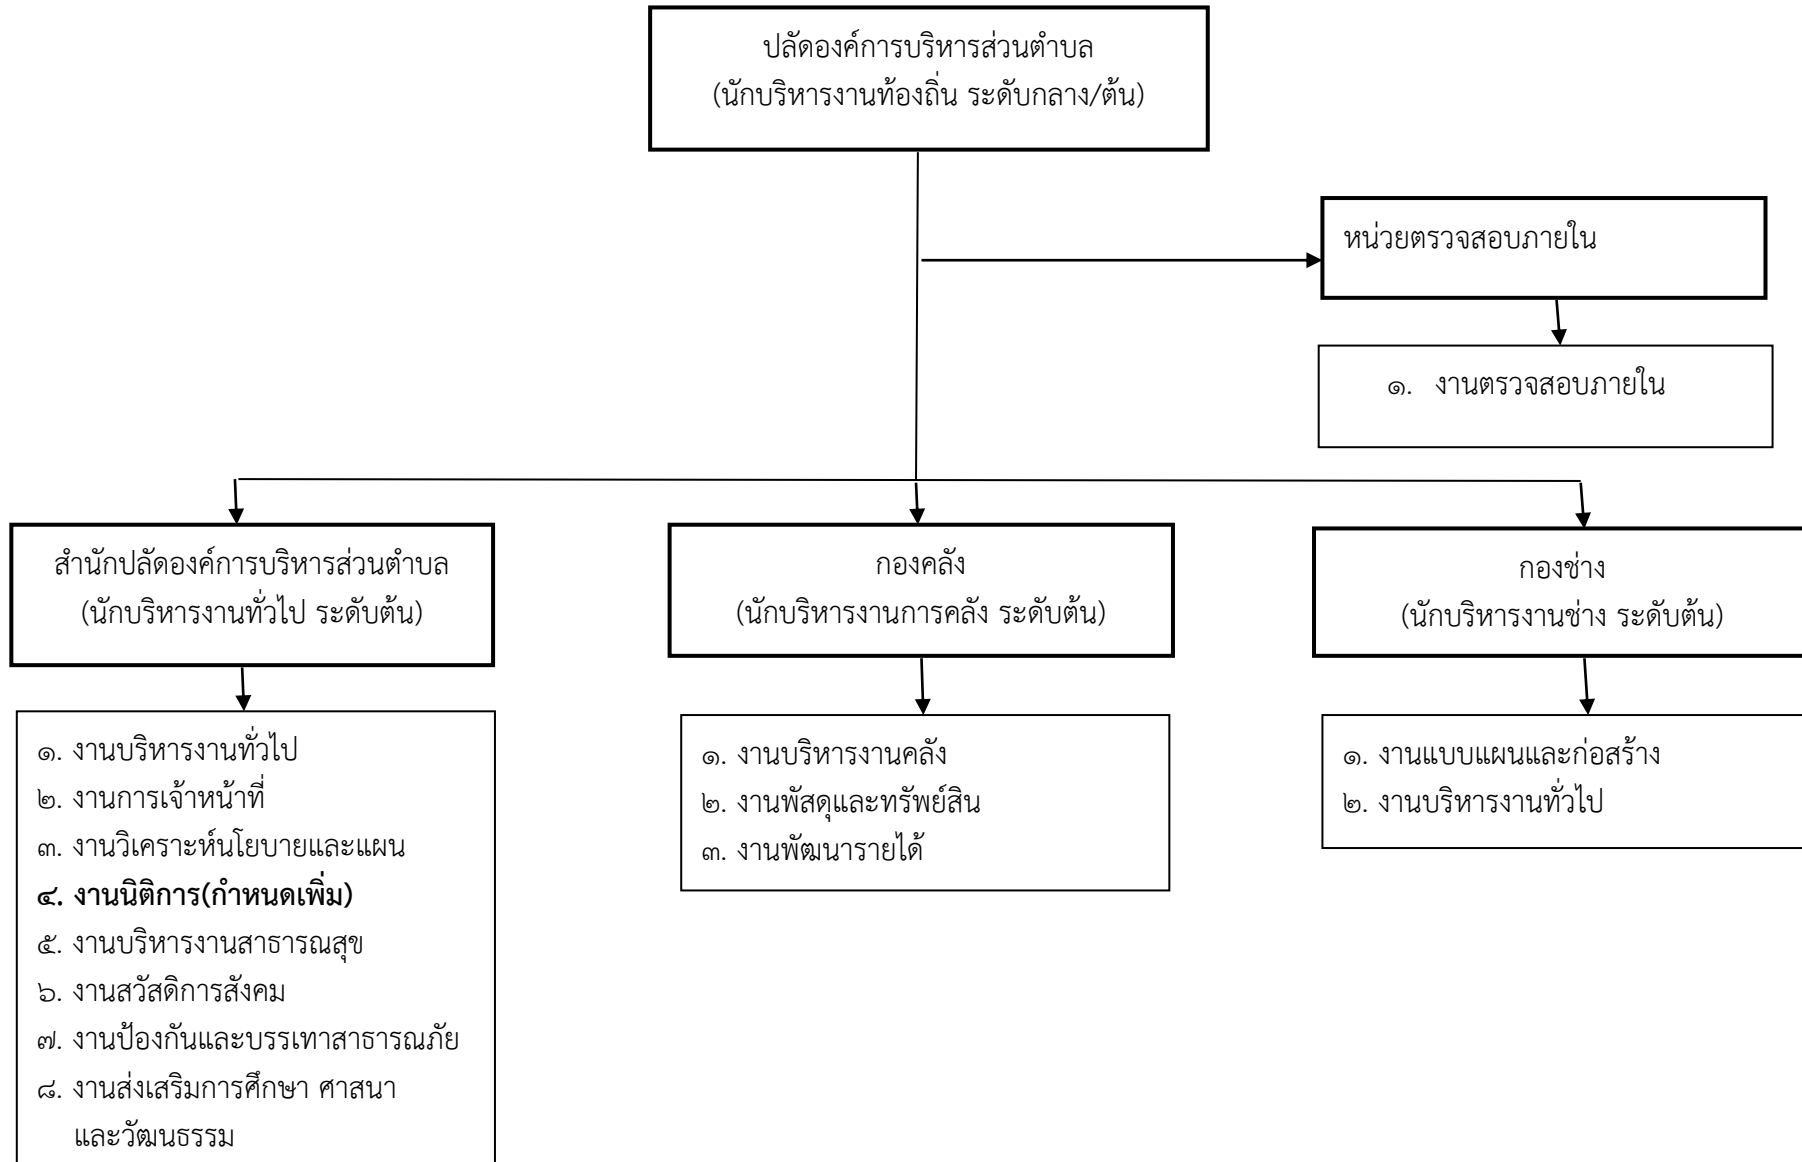 ปลัดองค์การบริหารส่วนตำบล
(นักบริหารงานท้องถิ่น ระดับกลาง/ต้น)
หน่วยตรวจสอบภายใน
๑. งานตรวจสอบภายใน
สำนักปลัดองค์การบริหารส่วนตำบล
(นักบริหารงานทั่วไป ระดับต้น)
๑. งานบริหารงานทั่วไป
๒. งานการเจ้าหน้าที่
๓. งานวิเคราะห์นโยบายและแผน
๔. งานนิติการ(กำหนดเพิ่ม)
๕. งานบริหารงานสาธารณสุข
๖. งานสวัสดิการสังคม
๗. งานป้องกันและบรรเทาสาธารณภัย
๘. งานส่งเสริมการศึกษา ศาสนา
และวัฒนธรรม
กองคลัง
(นักบริหารงานการคลัง ระดับต้น)
๑. งานบริหารงานคลัง
๒. งานพัสดุและทรัพย์สิน
๓. งานพัฒนารายได้
กองช่าง
(นักบริหารงานช่าง ระดับต้น)
๑. งานแบบแผนและก่อสร้าง
๒. งานบริหารงานทั่วไป